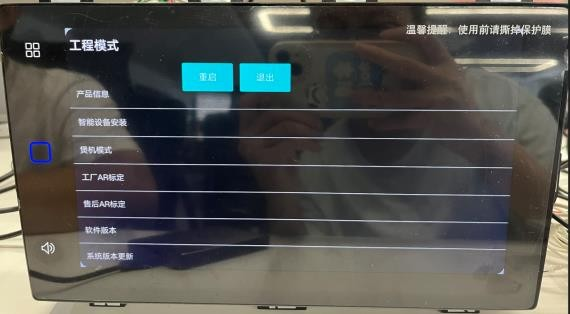 温馨提醒：使用前请撕掉保护膜
工程模式
重启 退出
产品信息
智能设备安装
煲机模式
工厂AR标定
售后AR标定
软件版本
系统版本更新